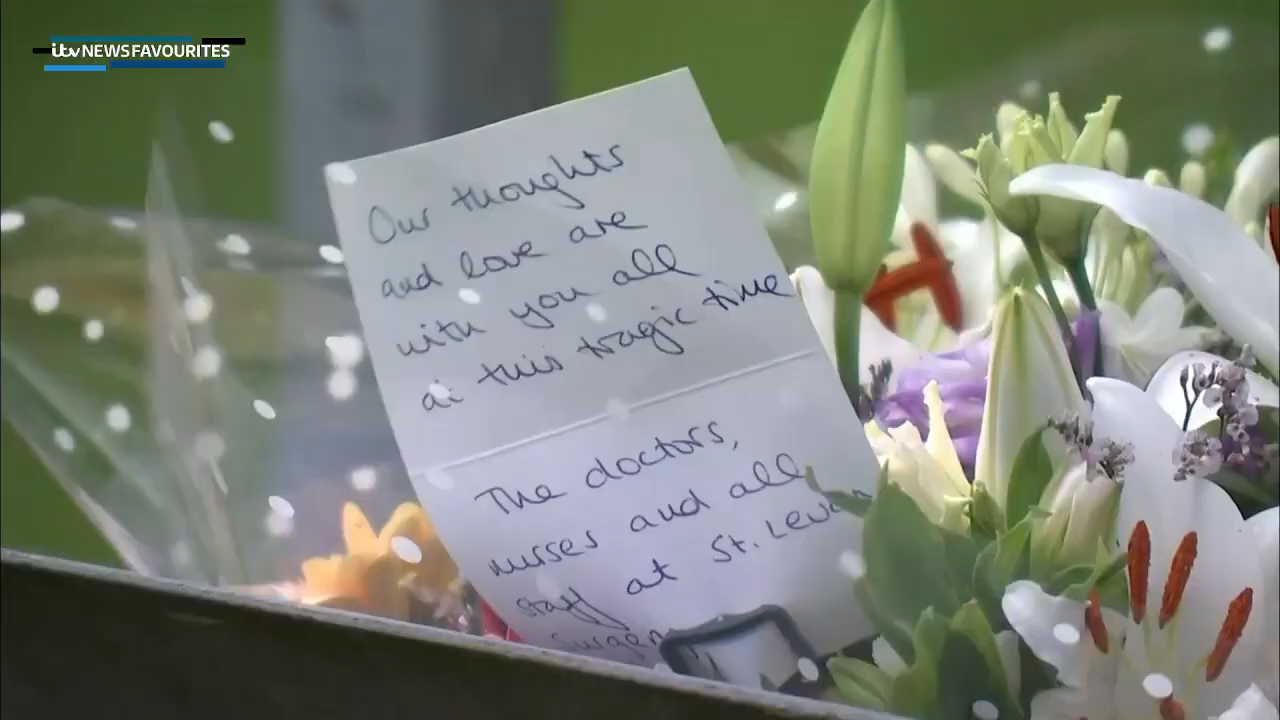 itv NEWS FAVOURITES
Our thoughts
and love are
with you all
at this tragic time
The doctors,
nurses and all
staff at St.